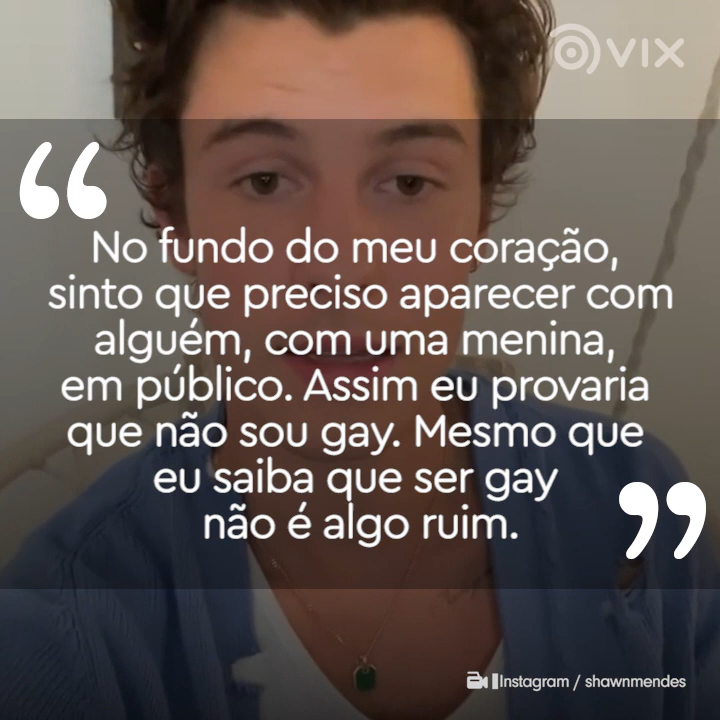 VIX
“
No fundo do meu coração,
sinto que preciso aparecer com
alguém, com uma menina,
em público. Assim eu provaria
que não sou gay. Mesmo que
eu saiba que ser gay
não é algo ruim.
”
Instagram / shawnmendes